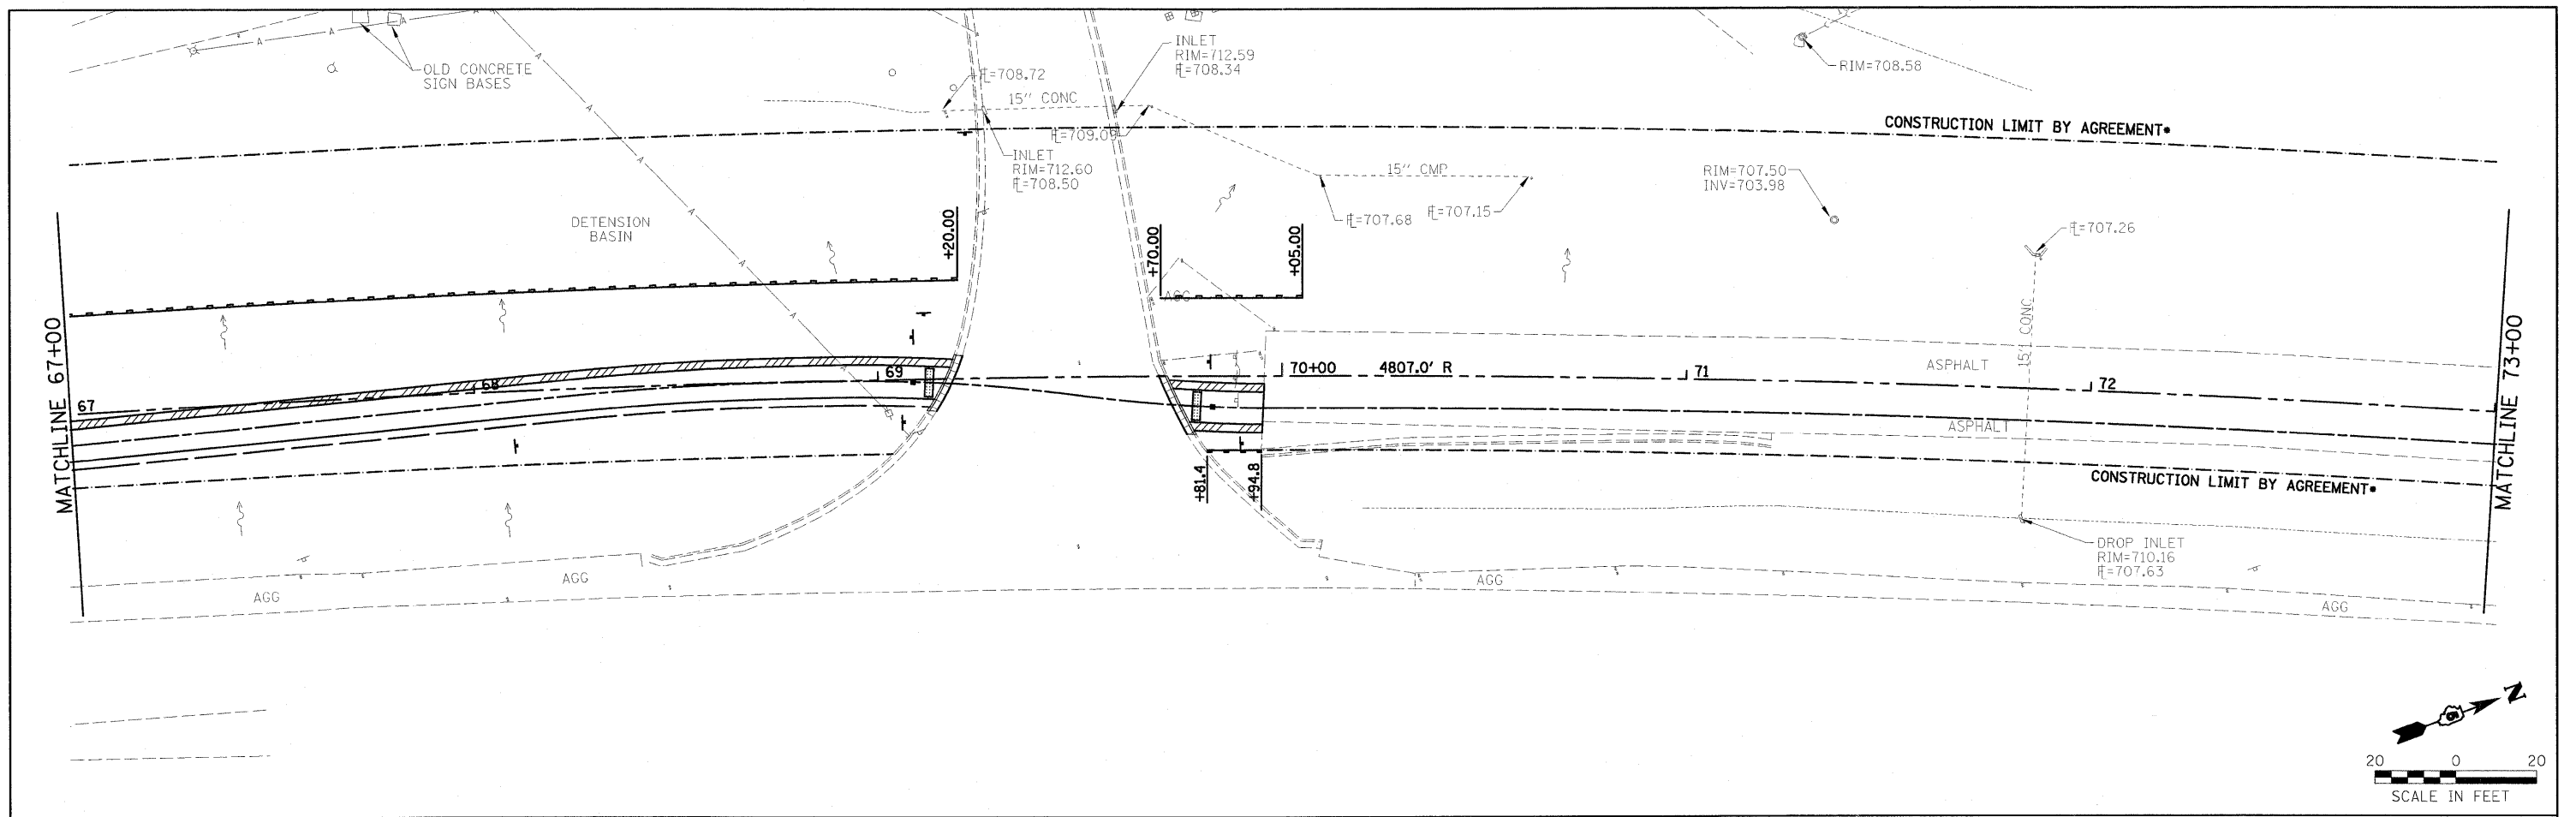 OLD CONCRETE
SIGN BASES
A
A
A
A
A
A
A
A
A
A
DETENSION
BASIN
℄=708.72
15'' CONC
INLET
RIM=712.59
℄=708.34
℄=709.09
INLET
RIM=712.60
℄=708.50
15'' CMP
℄=707.68
℄=707.15
RIM=708.58
CONSTRUCTION LIMIT BY AGREEMENT*
RIM=707.50
INV=703.98
℄=707.26
15'' CONC
+20.00
+70.00
+05.00
AGG
MATCHLINE 67+00
67
68
69
70+00
4807.0' R
71
72
ASPHALT
ASPHALT
MATCHLINE 73+00
+81.4
+94.8
CONSTRUCTION LIMIT BY AGREEMENT*
DROP INLET
RIM=710.16
℄=707.63
AGG
AGG
AGG
AGG
N
20 0 20
SCALE IN FEET